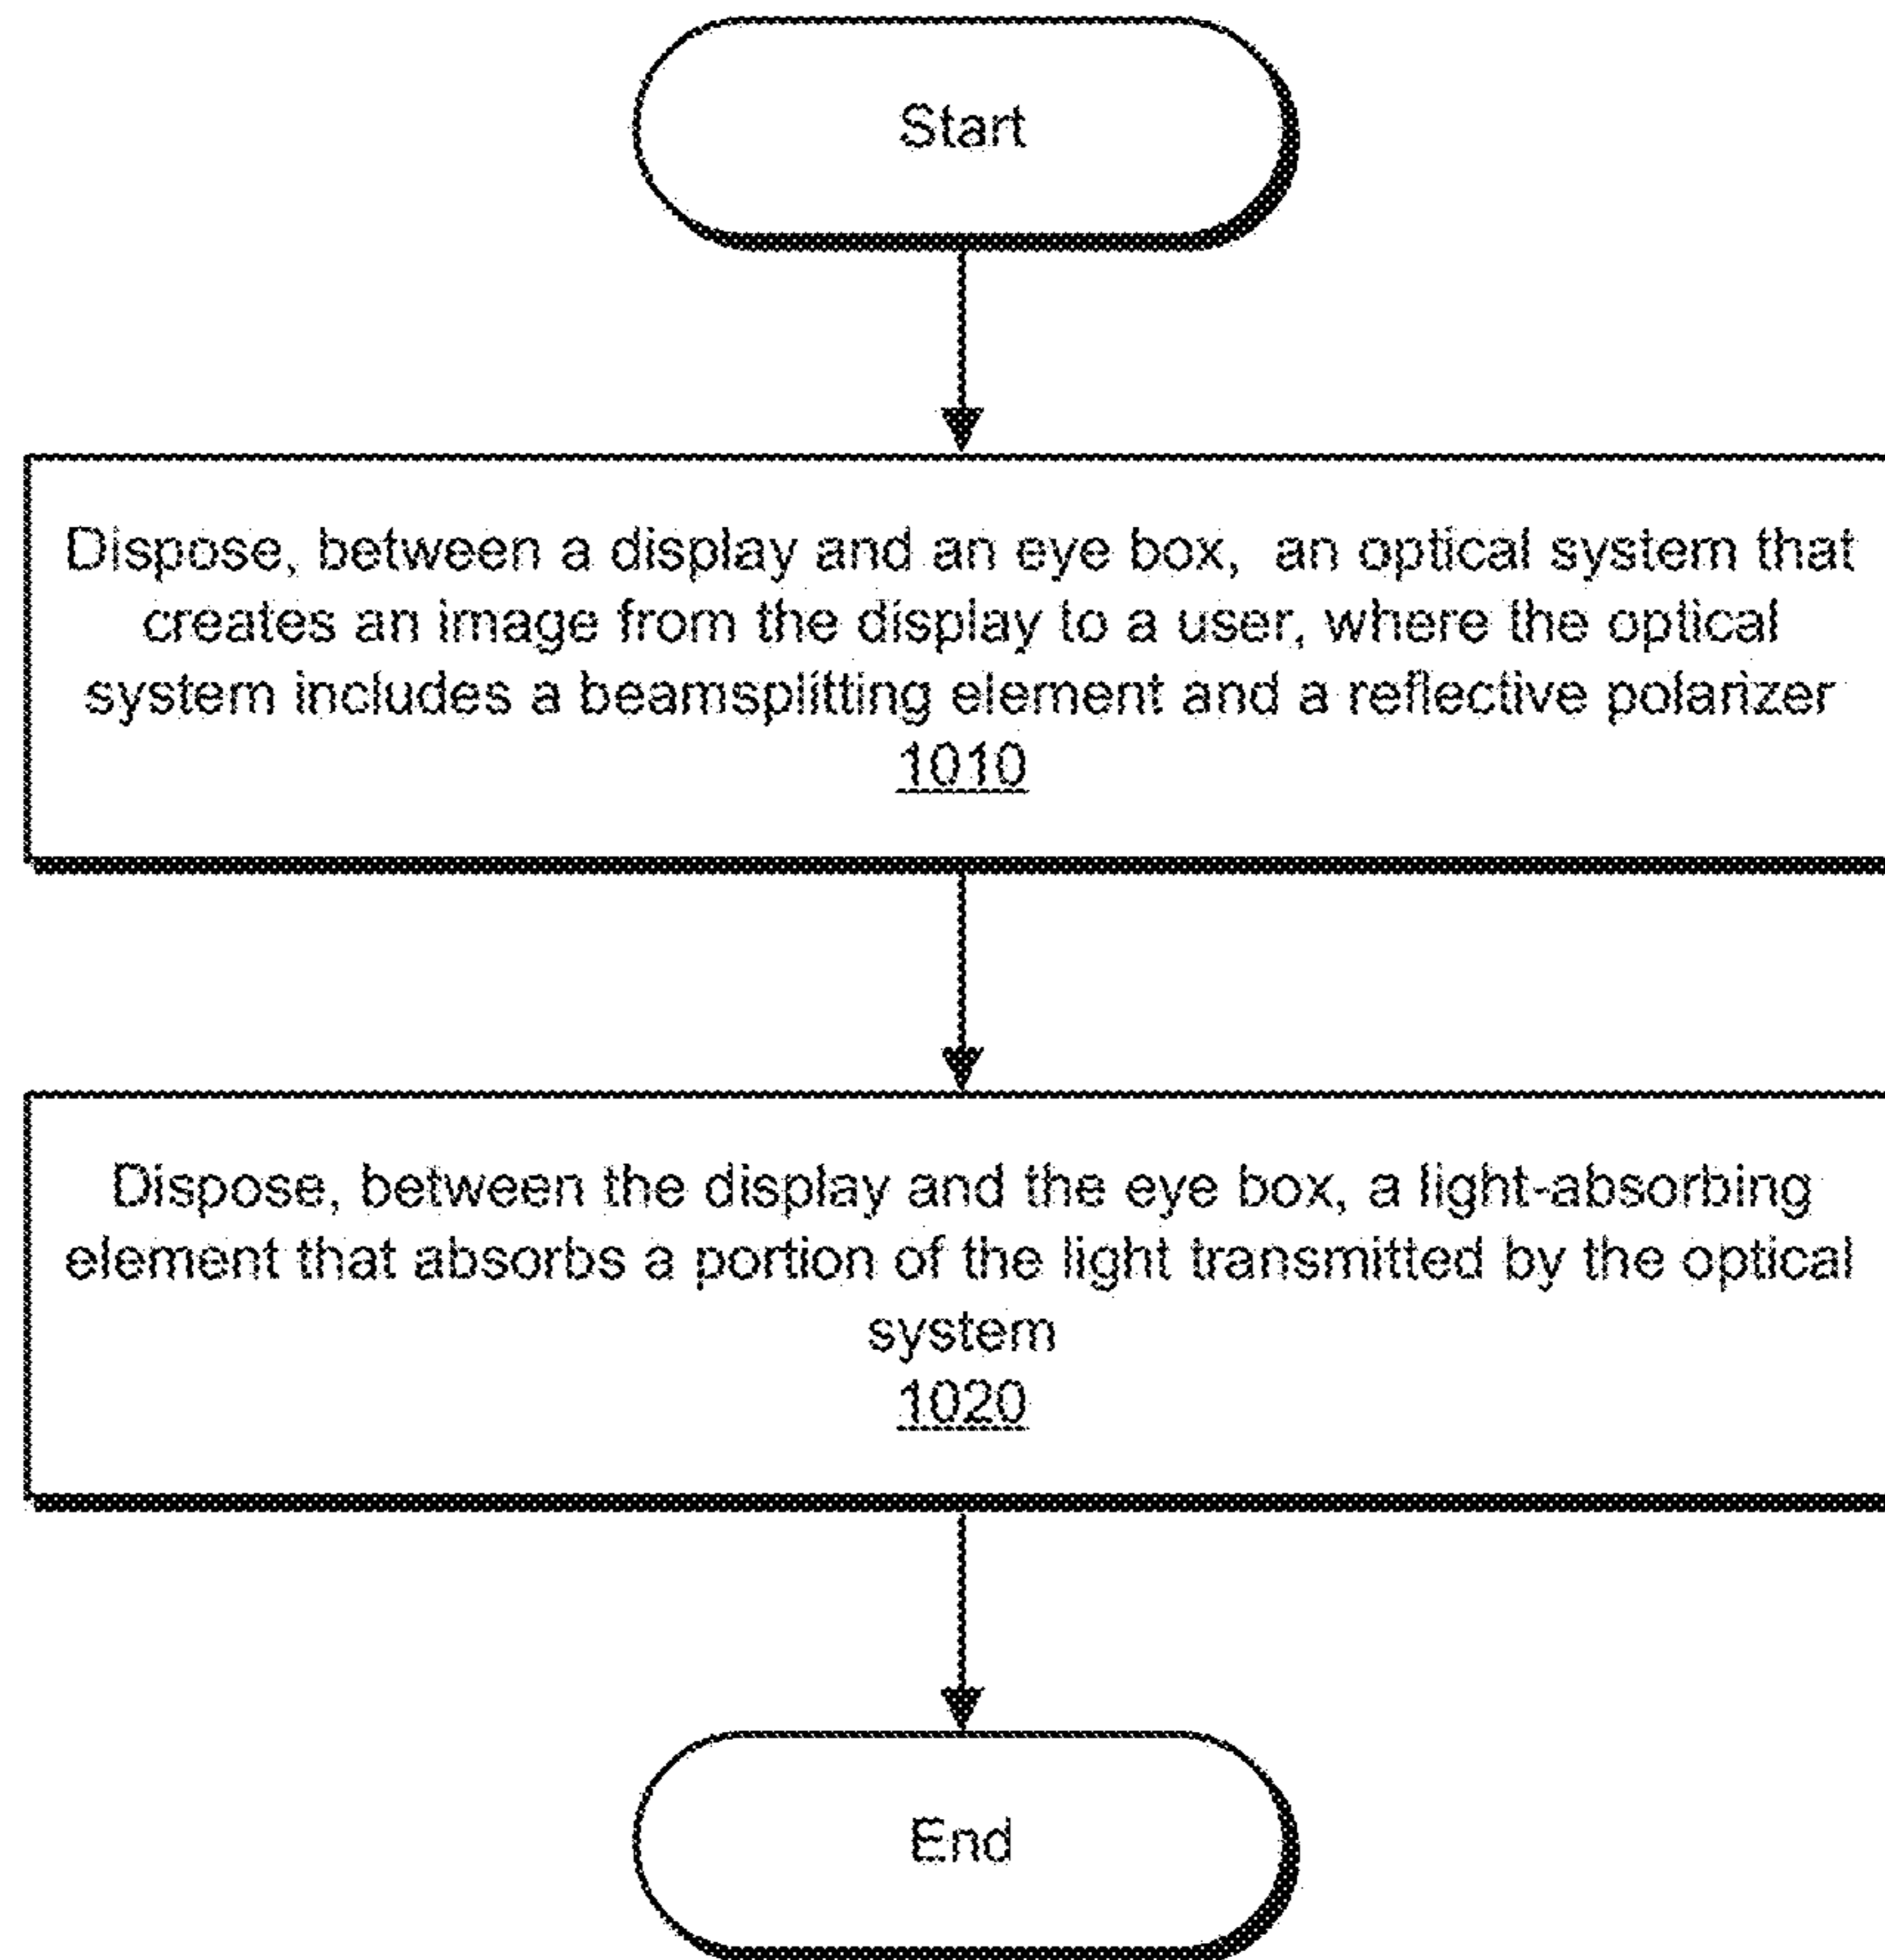 Start
Dispose, between a display and an eye box, an optical system that
creates an image from the display to a user, where the optical
system includes a beamsplitting element and a reflective polarizer
1010
Dispose, between the display and the eye box, a light-absorbing
element that absorbs a portion of the light transmitted by the optical
system
1020
End